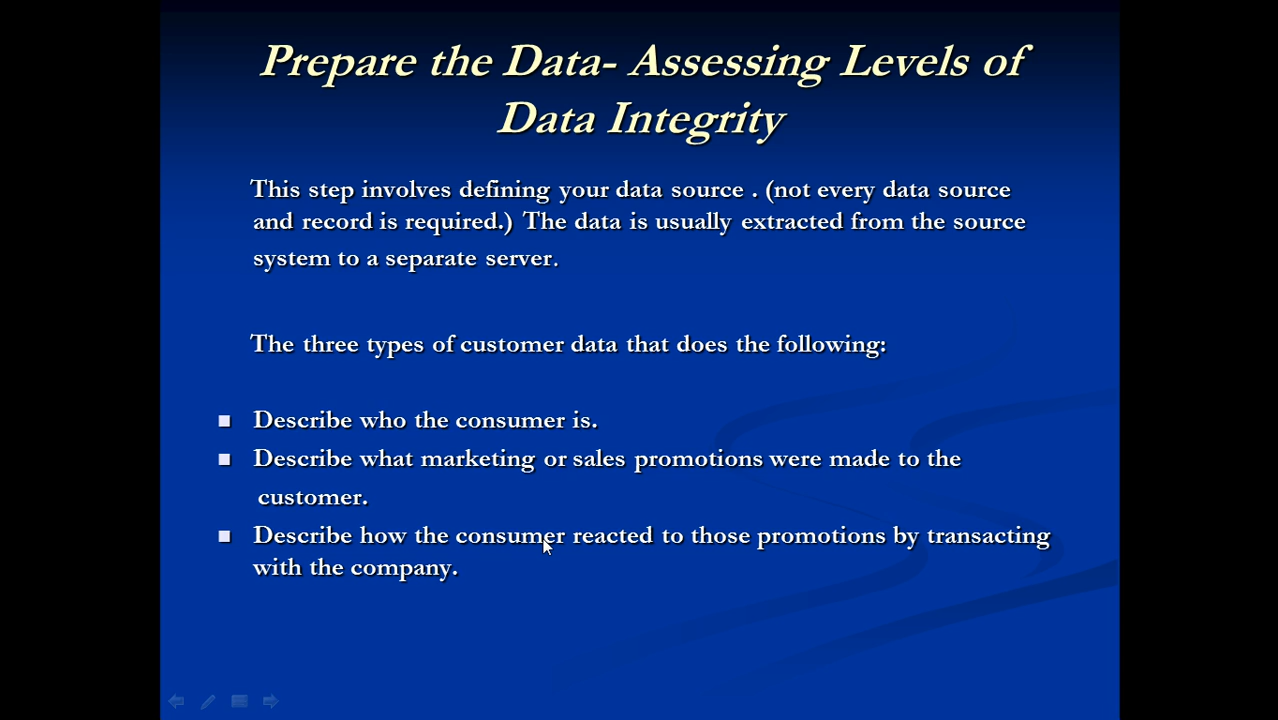 Prepare the Data- Assessing Levels of
Data Integrity
This step involves defining your data source . (not every data source
and record is required.) The data is usually extracted from the source
system to a separate server.
The three types of customer data that does the following:
Describe who the consumer is.
Describe what marketing or sales promotions were made to the
customer.
Describe how the consumer reacted to those promotions by transacting
with the company.